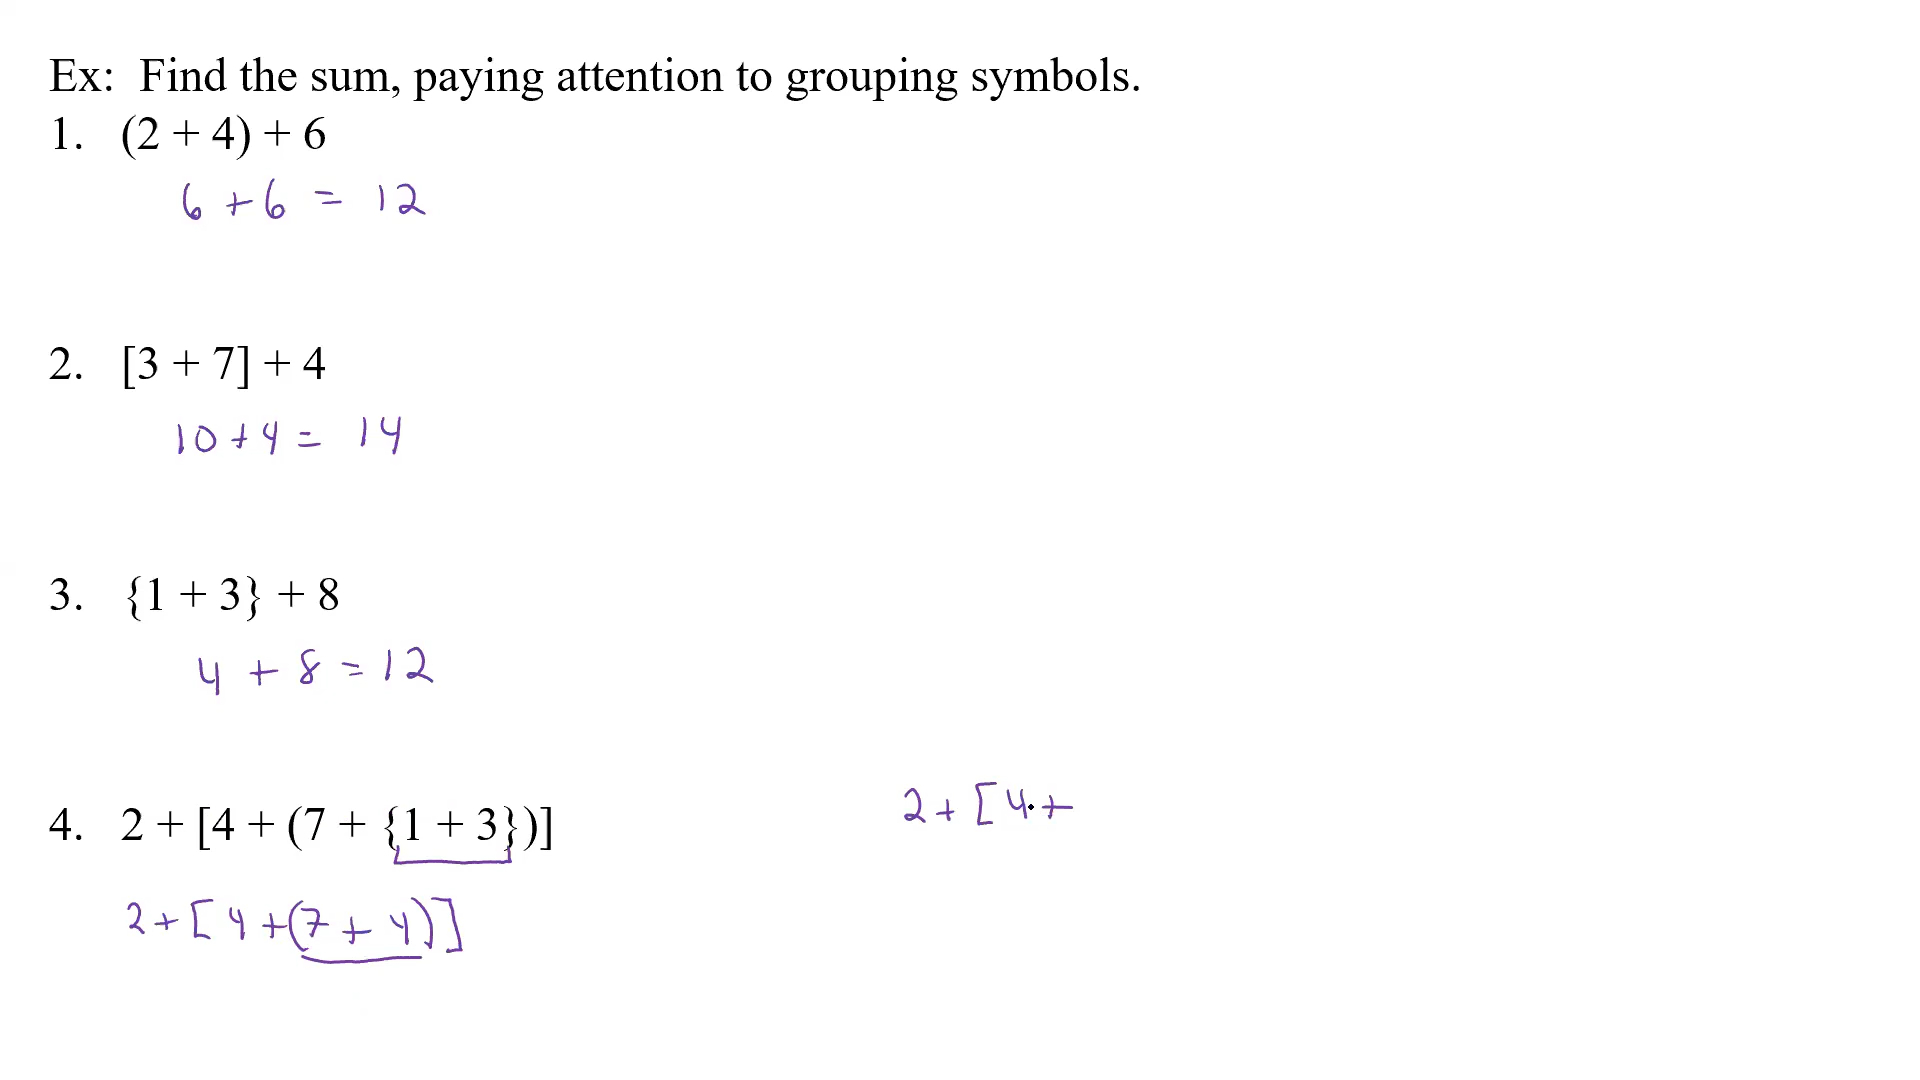 Ex: Find the sum, paying attention to grouping symbols.
1. (2 + 4) + 6
6 + 6 = 12
2. [3 + 7] + 4
10 + 4 = 14
3. {1 + 3} + 8
4 + 8 = 12
4. 2 + [4 + (7 + {1 + 3})]
2 + [4 + (7 + 4)]
2 + [4 +